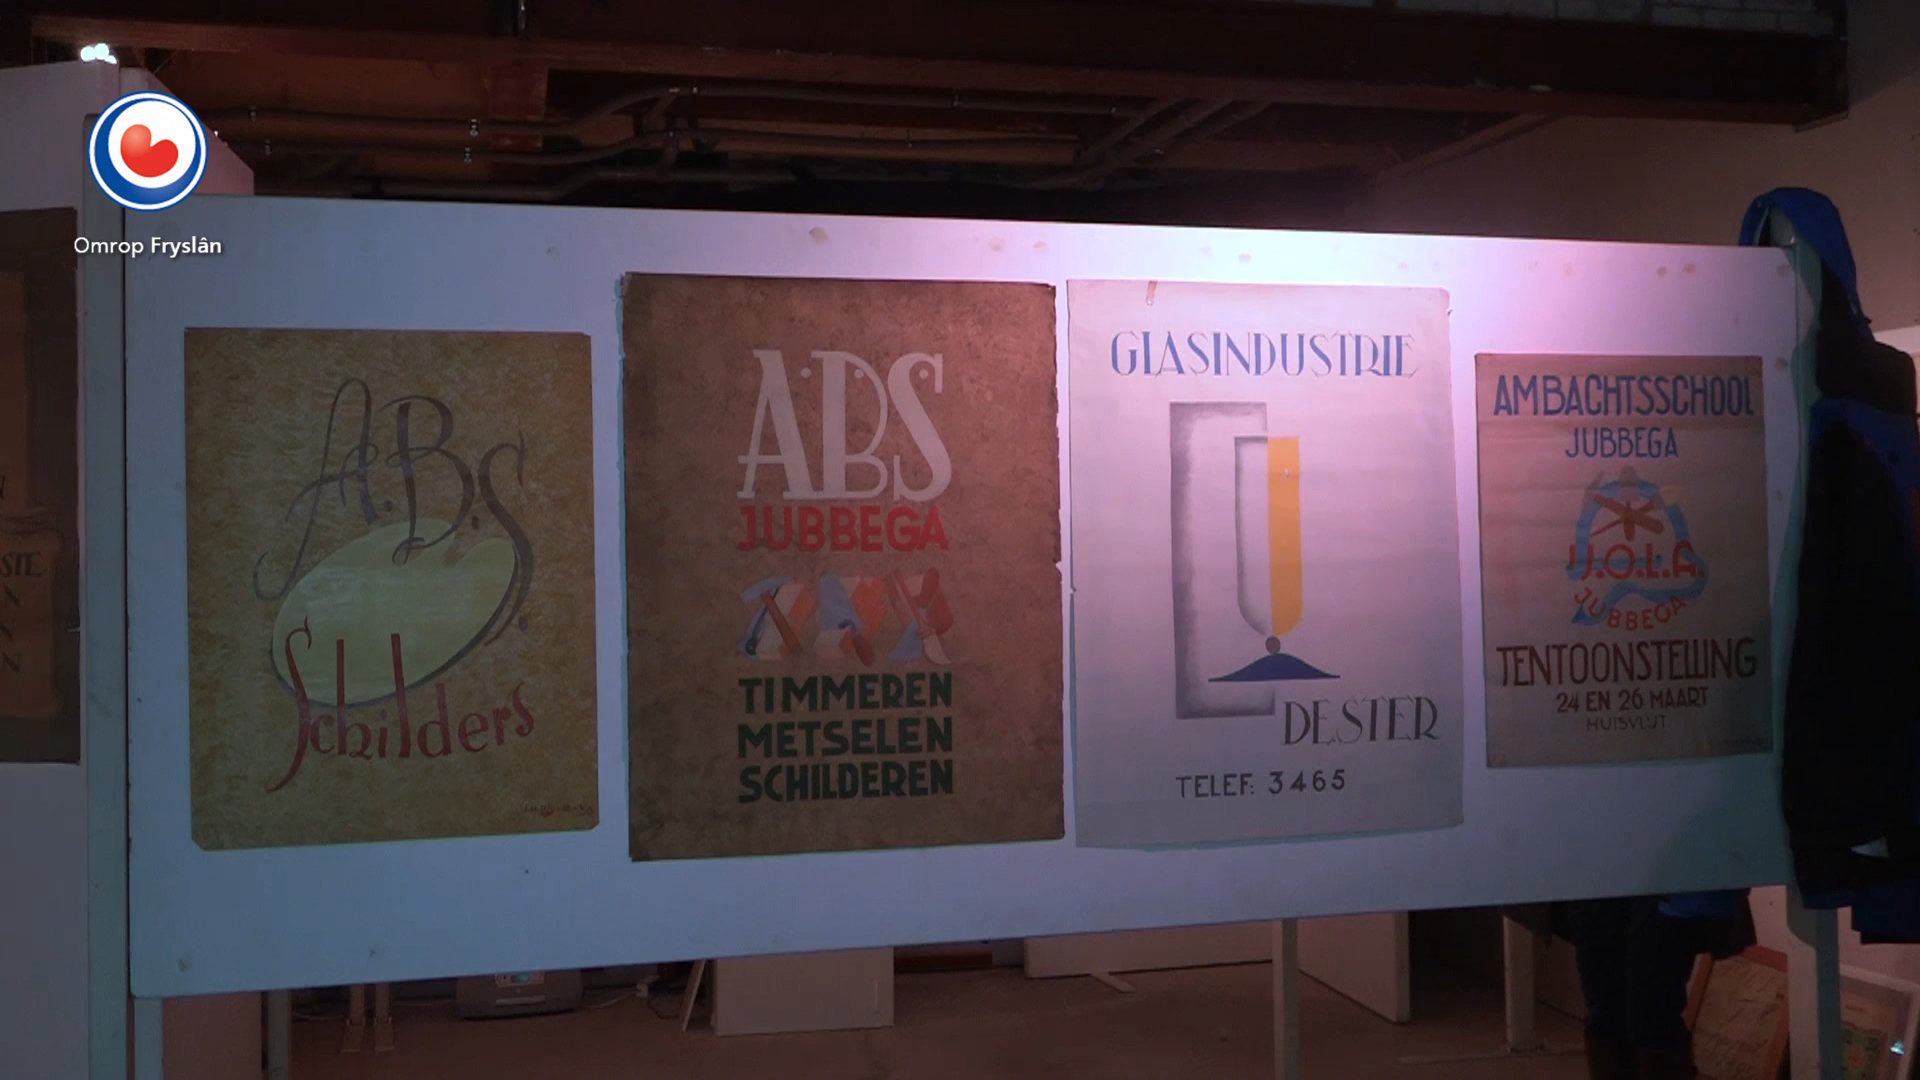 Omrop Fryslân
STE
A.B.S.
Schilders
ABS
JUBBEGA
TIMMEREN
METSELEN
SCHILDEREN
GLASINDUSTRIE
DE STER
TELEF: 3465
AMBACHTSSCHOOL
JUBBEGA
J.O.L.A.
JUBBEGA
TENTOONSTELLING
24 EN 26 MAART
HUISVLIJT